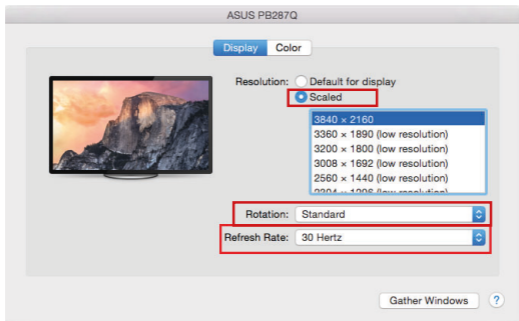 ASUS PB287Q
Display Color
Resolution: Default for display
Scaled
3840 × 2160
3360 × 1890 (low resolution)
3200 × 1800 (low resolution)
3008 × 1692 (low resolution)
2560 × 1440 (low resolution)
Rotation: Standard
Refresh Rate: 30 Hertz
Gather Windows ?